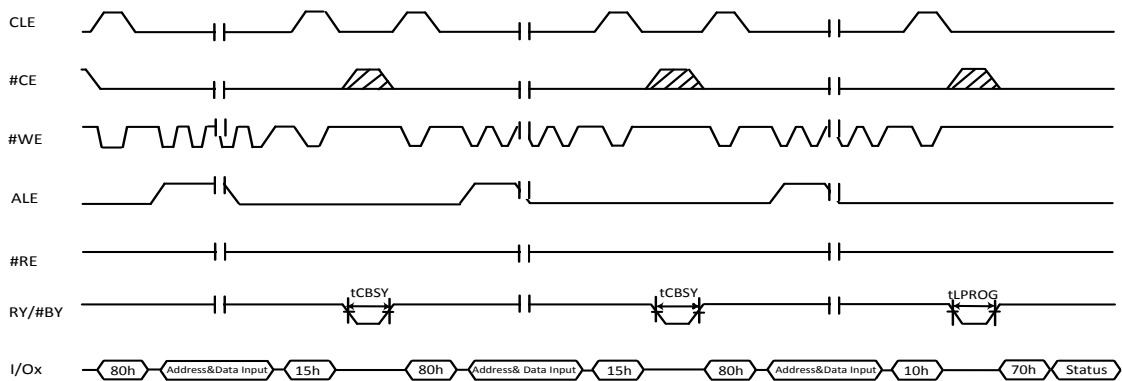 CLE
#CE
#WE
ALE
#RE
tCBSY tCBSY tLPROG
RY/#BY
I/Ox 80h Address&Data Input 15h 80h Address& Data Input 15h 80h Address&Data Input 10h 70h Status